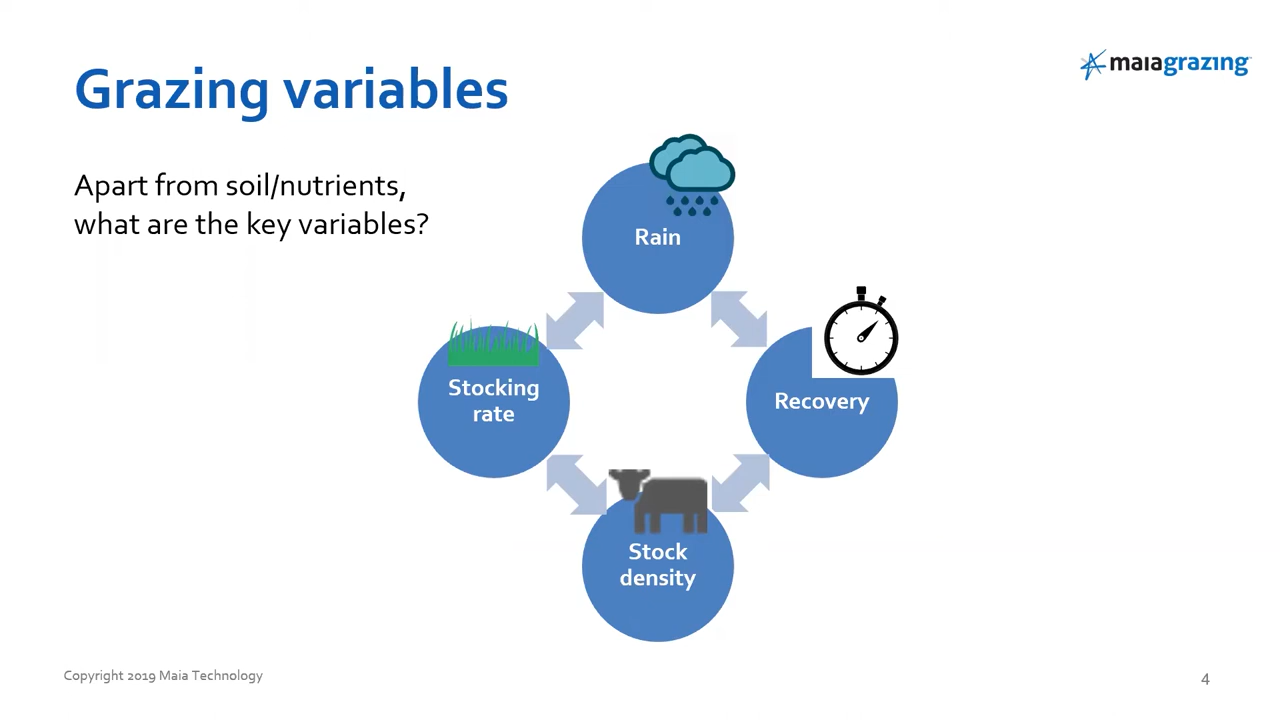 Grazing variables
maiagrazing
Apart from soil/nutrients,
what are the key variables?
Rain
Stocking
rate
Recovery
Stock
density
Copyright 2019 Maia Technology
4